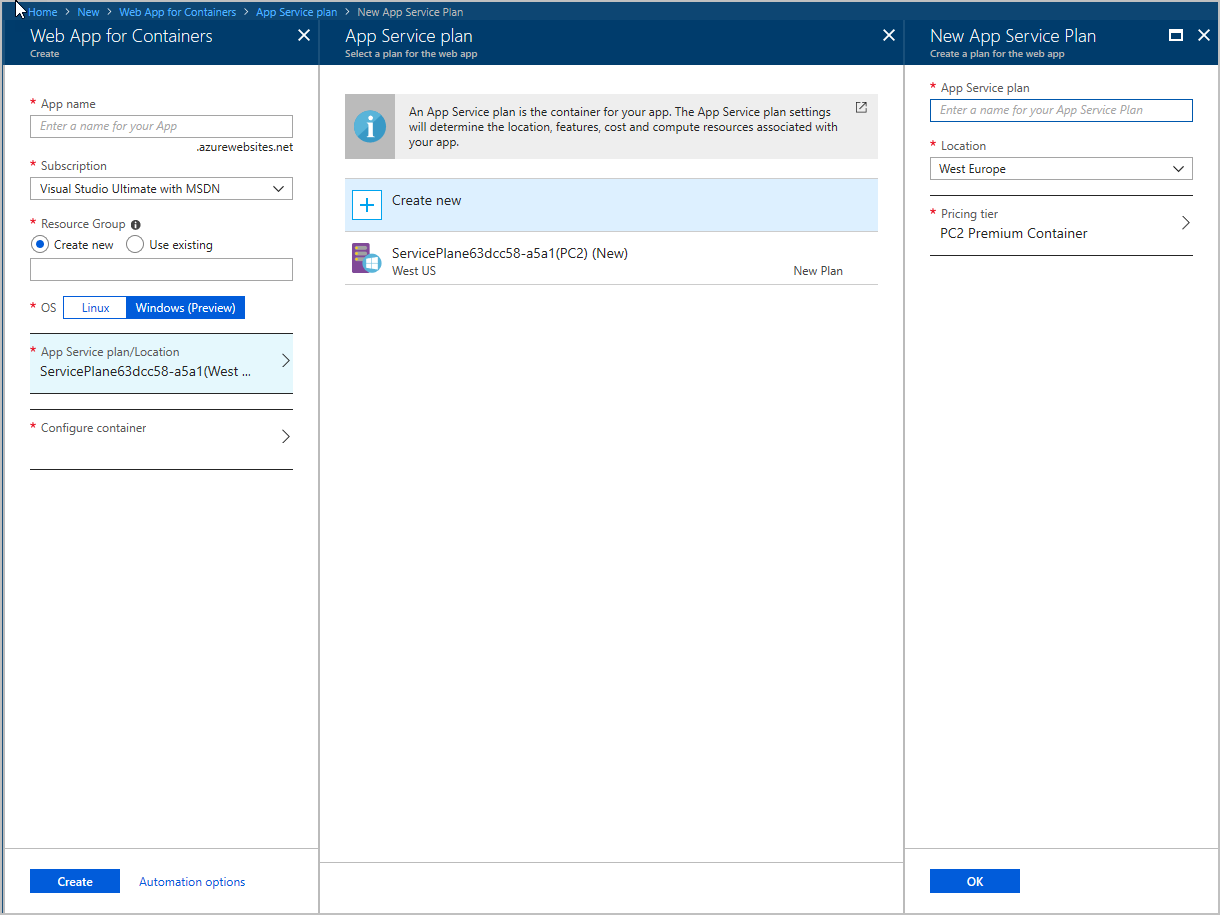 Home > New > Web App for Containers > App Service plan > New App Service Plan
Web App for Containers
Create
* App name
Enter a name for your App
.azurewebsites.net
* Subscription
Visual Studio Ultimate with MSDN
* Resource Group
Create new Use existing
* OS Linux Windows (Preview)
* App Service plan/Location
ServicePlane63dcc58-a5a1(West ...
* Configure container
Create Automation options
App Service plan
Select a plan for the web app
An App Service plan is the container for your app. The App Service plan settings
will determine the location, features, cost and compute resources associated with
your app.
Create new
ServicePlane63dcc58-a5a1(PC2) (New)
West US New Plan
New App Service Plan
Create a plan for the web app
* App Service plan
Enter a name for your App Service Plan
* Location
West Europe
* Pricing tier
PC2 Premium Container
OK